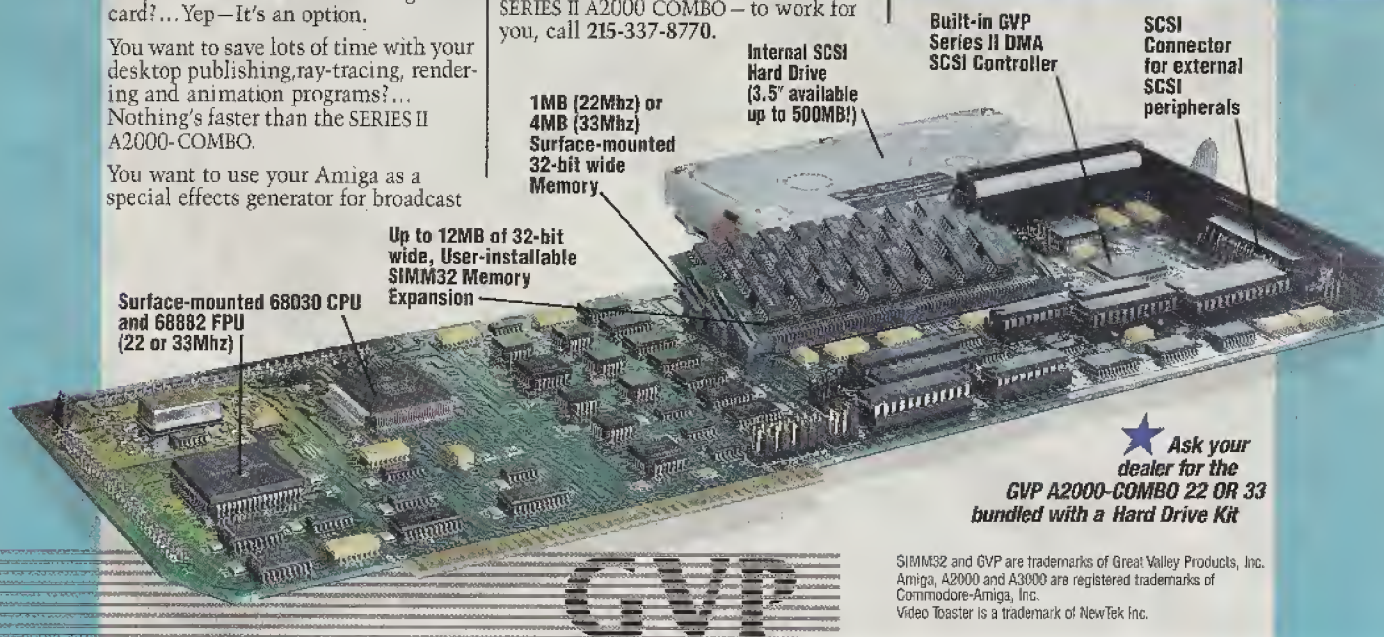 card?...Yep—It's an option.
You want to save lots of time with your
desktop publishing,ray-tracing, render-
ing and animation programs?...
Nothing's faster than the SERIES II
A2000-COMBO.
You want to use your Amiga as a
special effects generator for broadcast
SERIES II A2000 COMBO – to work for
you, call 215-337-8770.
Internal SCSI
Hard Drive
(3.5" available
up to 500MB!)
Built-in GVP
Series II DMA
SCSI Controller
SCSI
Connector
for external
SCSI
peripherals
1MB (22Mhz) or
4MB (33Mhz)
Surface-mounted
32-bit wide
Memory
Up to 12MB of 32-bit
wide, User-installable
SIMM32 Memory
Expansion
Surface-mounted 68030 CPU
and 68882 FPU
(22 or 33Mhz)
Ask your
dealer for the
GVP A2000-COMBO 22 OR 33
bundled with a Hard Drive Kit
GVP
SIMM32 and GVP are trademarks of Great Valley Products, Inc.
Amiga, A2000 and A3000 are registered trademarks of
Commodore-Amiga, Inc.
Video Toaster is a trademark of NewTek Inc.